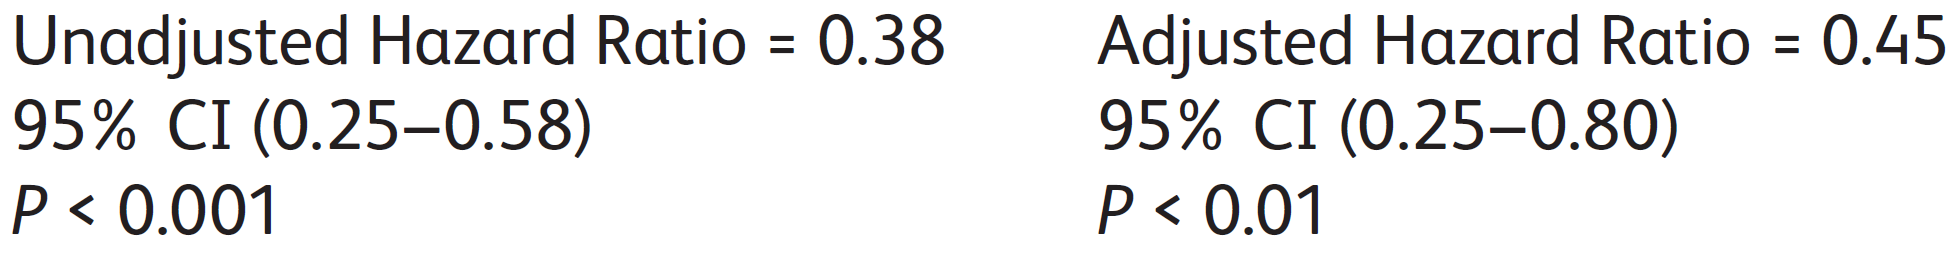 Unadjusted Hazard Ratio = 0.38
95% CI (0.25–0.58)
P < 0.001
Adjusted Hazard Ratio = 0.45
95% CI (0.25–0.80)
P < 0.01